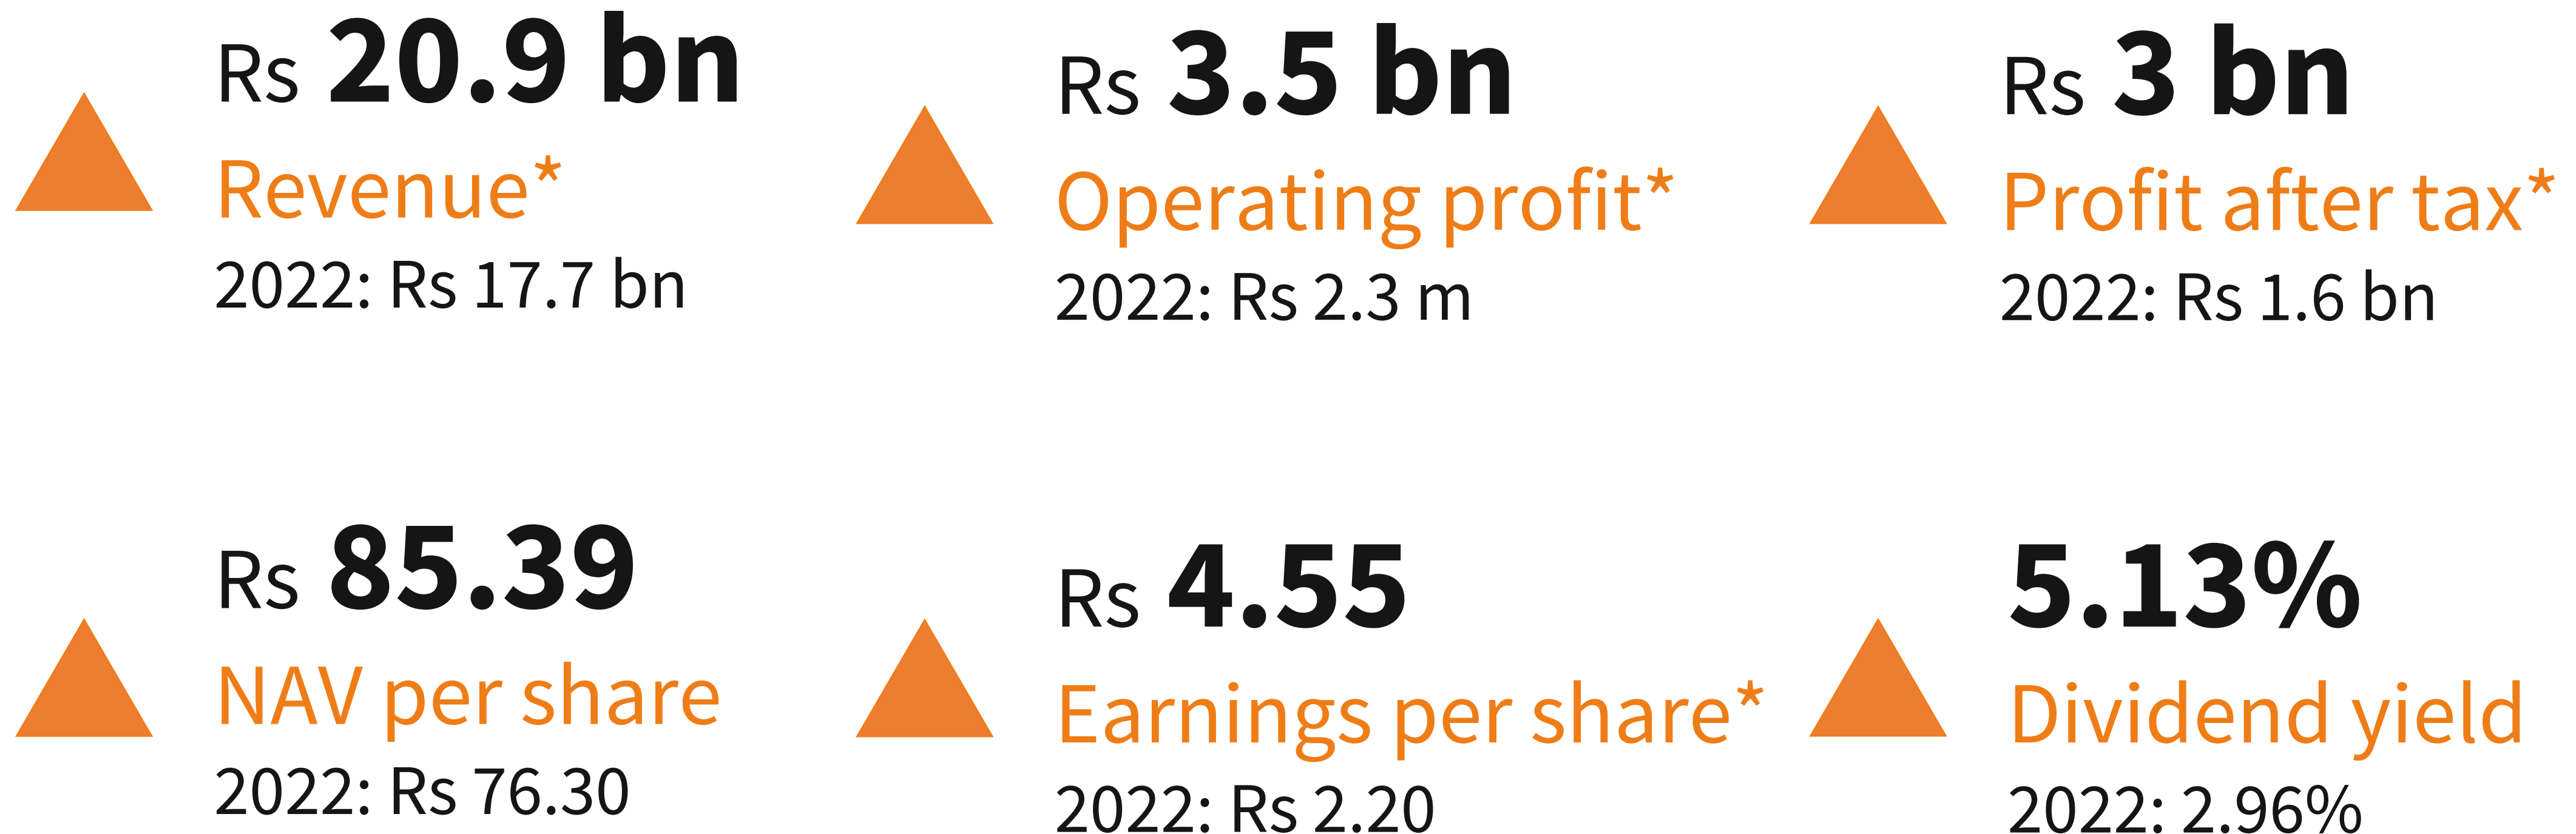 Rs 20.9 bn
Revenue*
2022: Rs 17.7 bn
Rs 3.5 bn
Operating profit*
2022: Rs 2.3 m
Rs 3 bn
Profit after tax*
2022: Rs 1.6 bn
Rs 85.39
NAV per share
2022: Rs 76.30
Rs 4.55
Earnings per share*
2022: Rs 2.20
5.13%
Dividend yield
2022: 2.96%